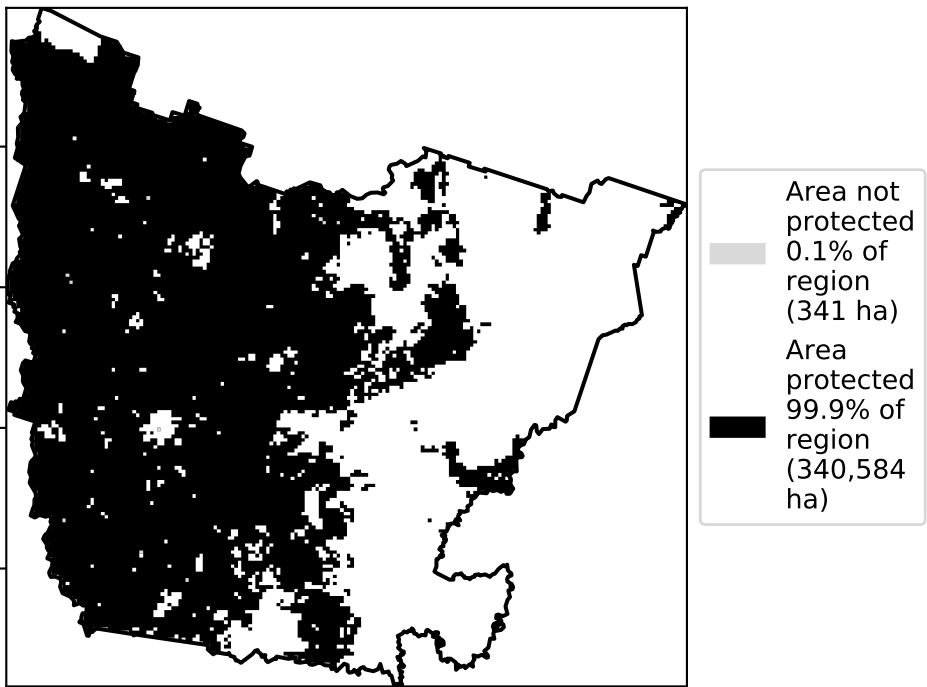 Area not
protected
0.1% of
region
(341 ha)
Area
protected
99.9% of
region
(340,584
ha)